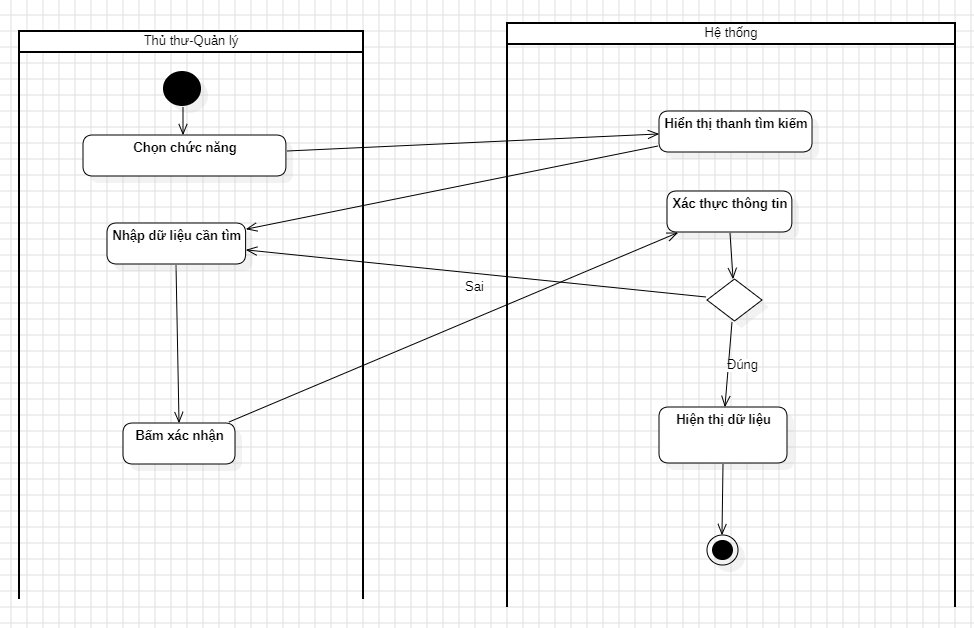 Thủ thư-Quản lý
Hệ thống
Chọn chức năng
Hiển thị thanh tìm kiếm
Xác thực thông tin
Nhập dữ liệu cần tìm
Sai
Đúng
Hiện thị dữ liệu
Bấm xác nhận